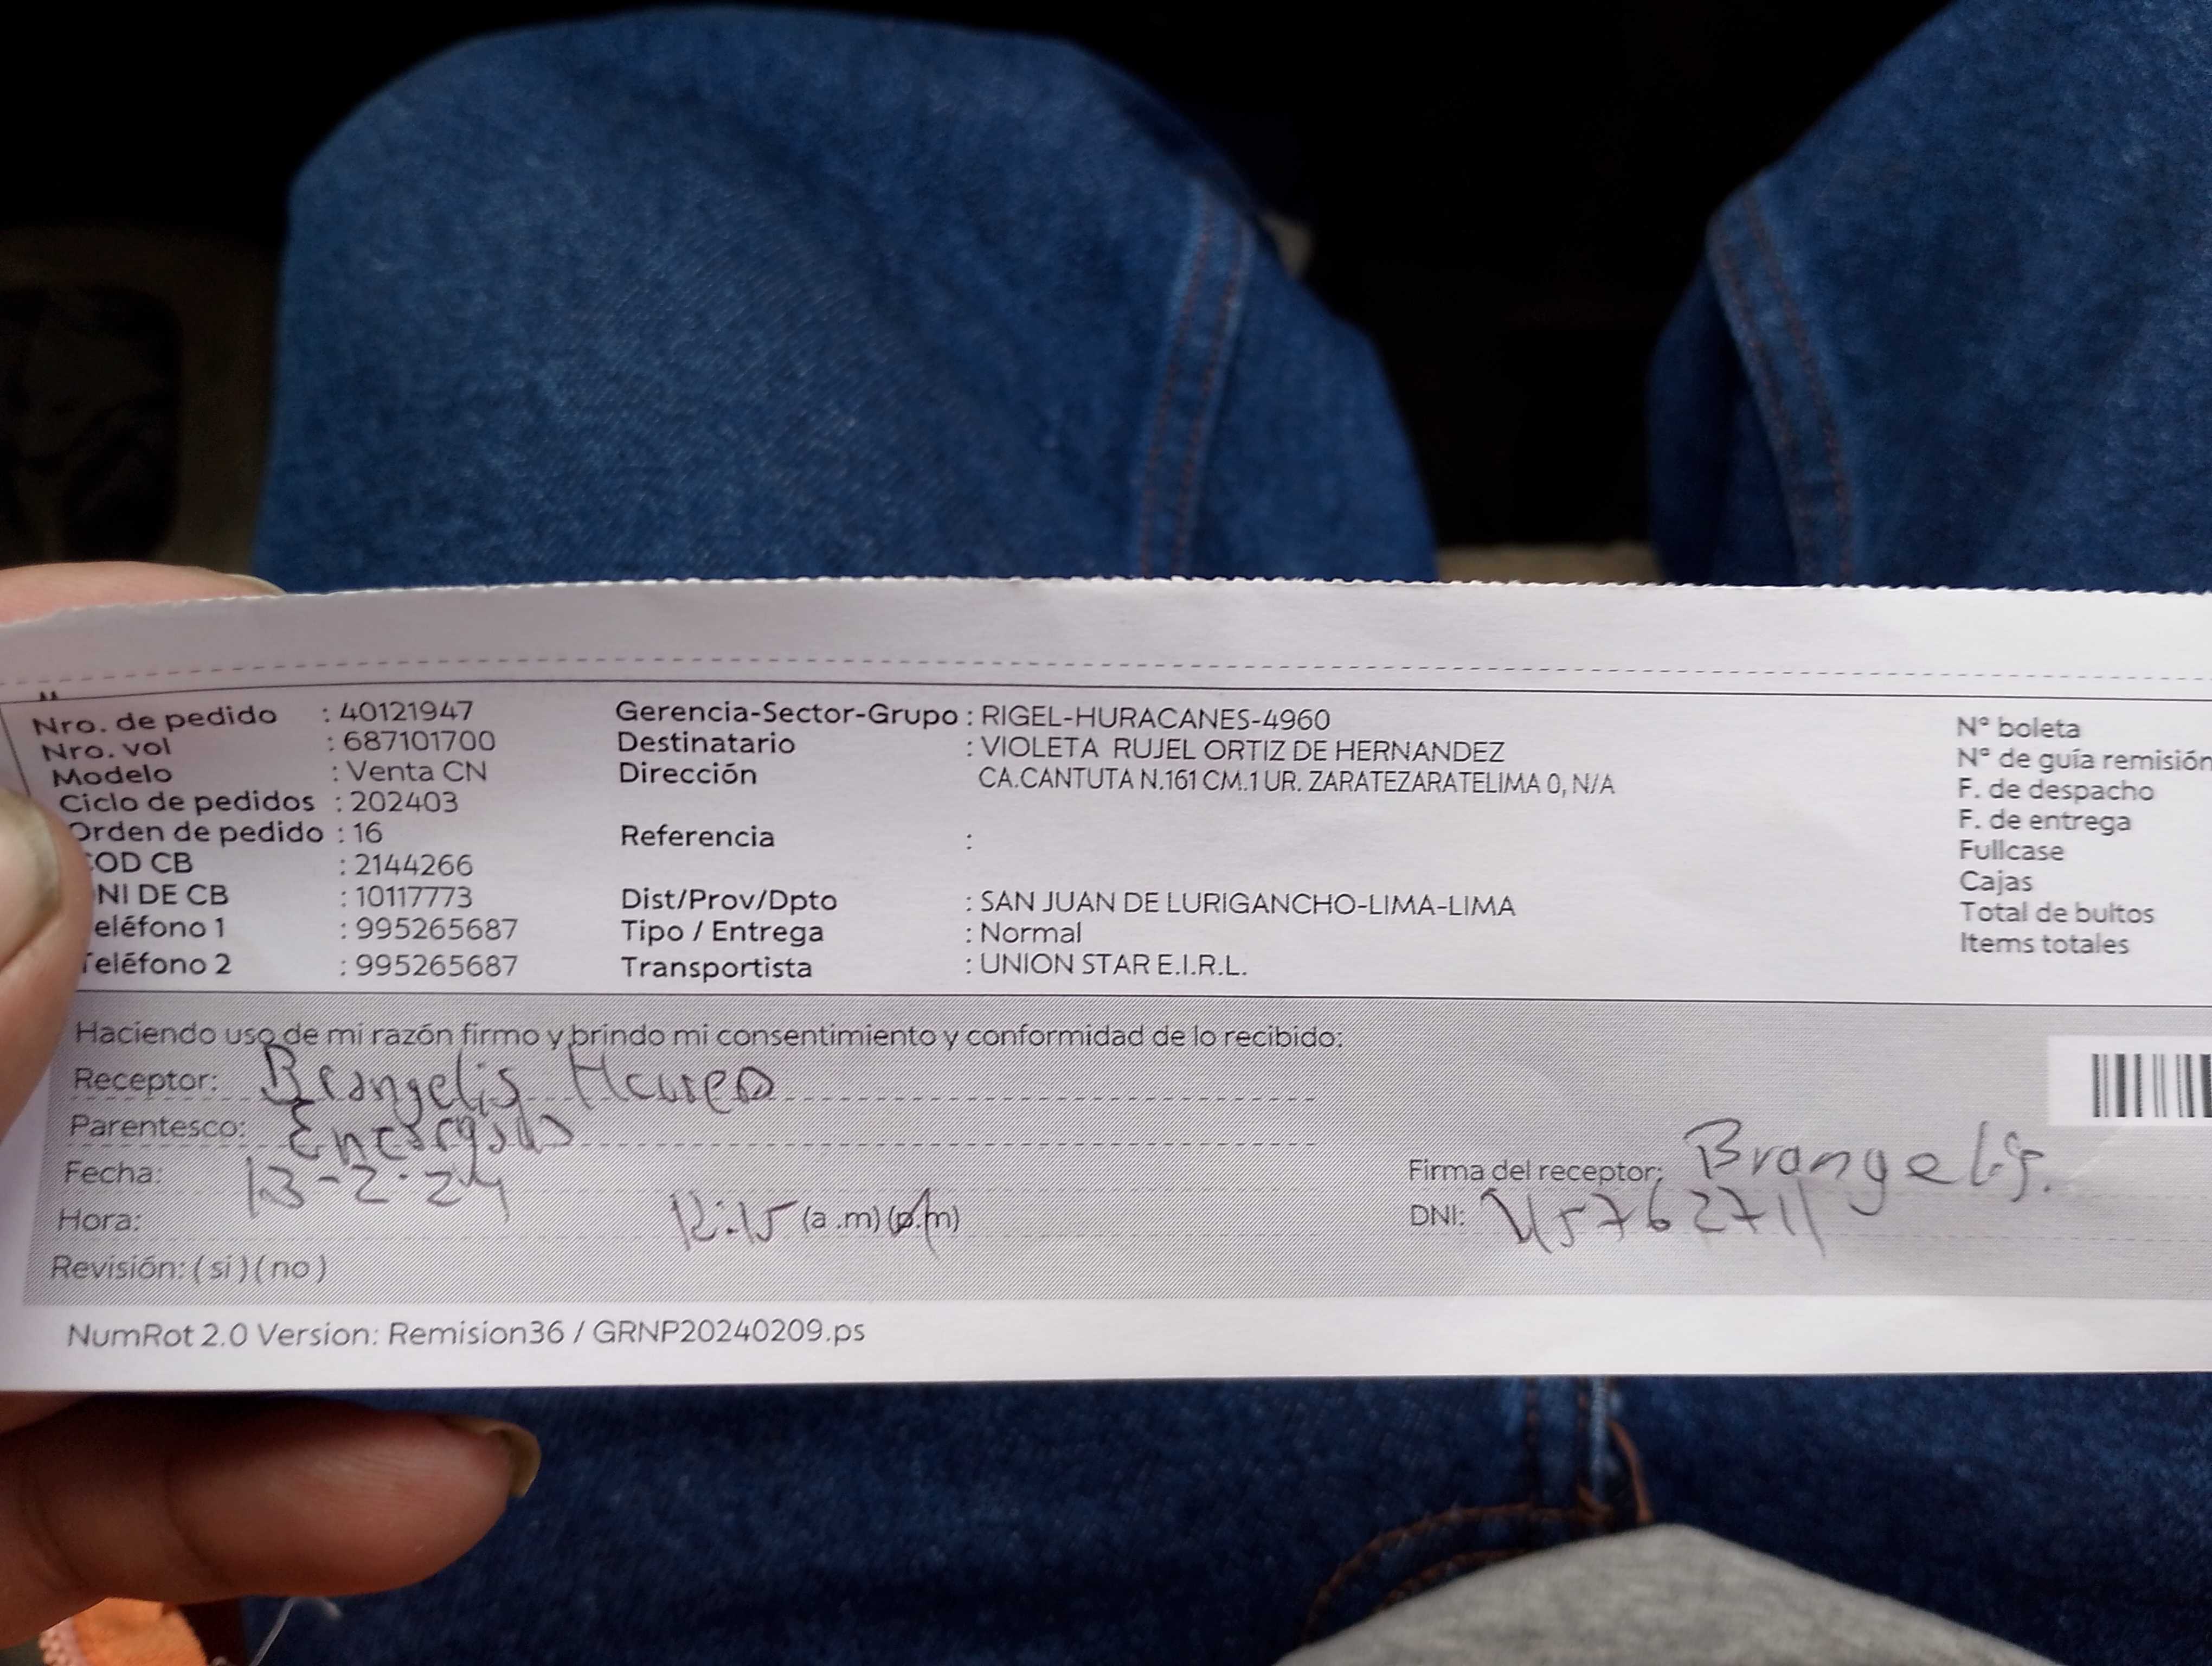 Nro. de pedido : 40121947
Nro. vol : 687101700
Modelo : Venta CN
Ciclo de pedidos : 202403
Orden de pedido : 16
COD CB : 2144266
DNI DE CB : 10117773
Teléfono 1 : 995265687
Teléfono 2 : 995265687
Gerencia-Sector-Grupo : RIGEL-HURACANES-4960
Destinatario : VIOLETA RUJEL ORTIZ DE HERNANDEZ
Dirección CA.CANTUTA N.161 CM.1 UR. ZARATEZARATELIMA 0, N/A
Referencia :
Dist/Prov/Dpto : SAN JUAN DE LURIGANCHO-LIMA-LIMA
Tipo / Entrega : Normal
Transportista : UNION STAR E.I.R.L.
N° boleta
N° de guía remisión
F. de despacho
F. de entrega
Fullcase
Cajas
Total de bultos
Items totales
Haciendo uso de mi razón firmo y brindo mi consentimiento y conformidad de lo recibido:
Receptor: Brangelis
Parentesco: Encargada
Fecha: 13-2-24
Hora: 12:15 (a .m) (p.m)
Revisión: ( si ) ( no )
Firma del receptor: Brangelis.
DNI:
NumRot 2.0 Version: Remision36 / GRNP20240209.ps